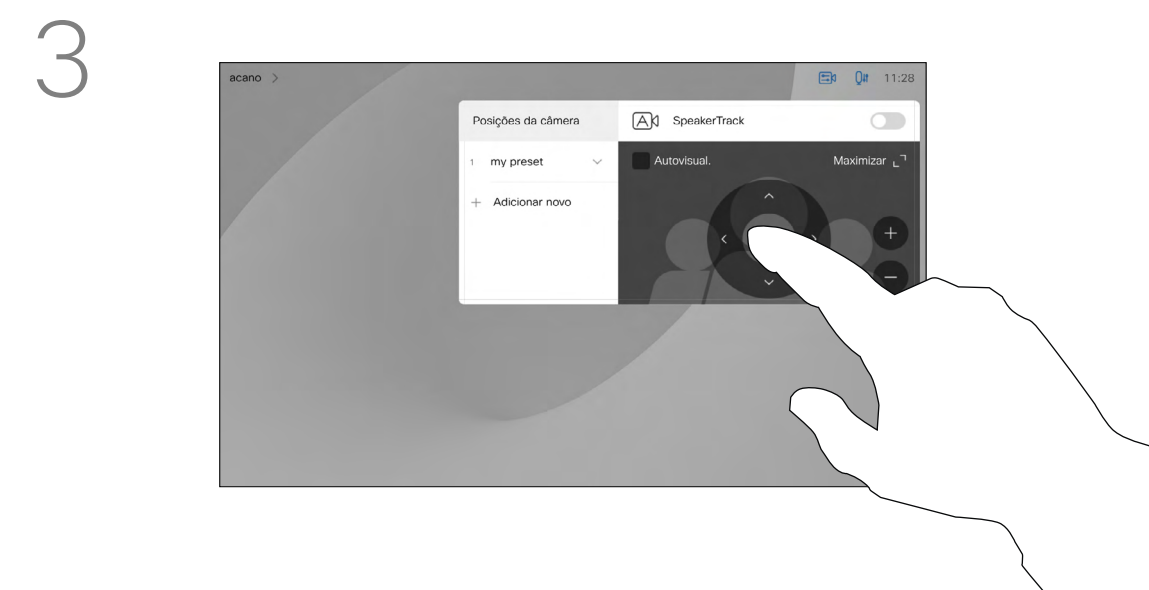 3
acano
11:28
Posições da câmera
SpeakerTrack
1 my preset
Autovisual.
Maximizar
+ Adicionar novo